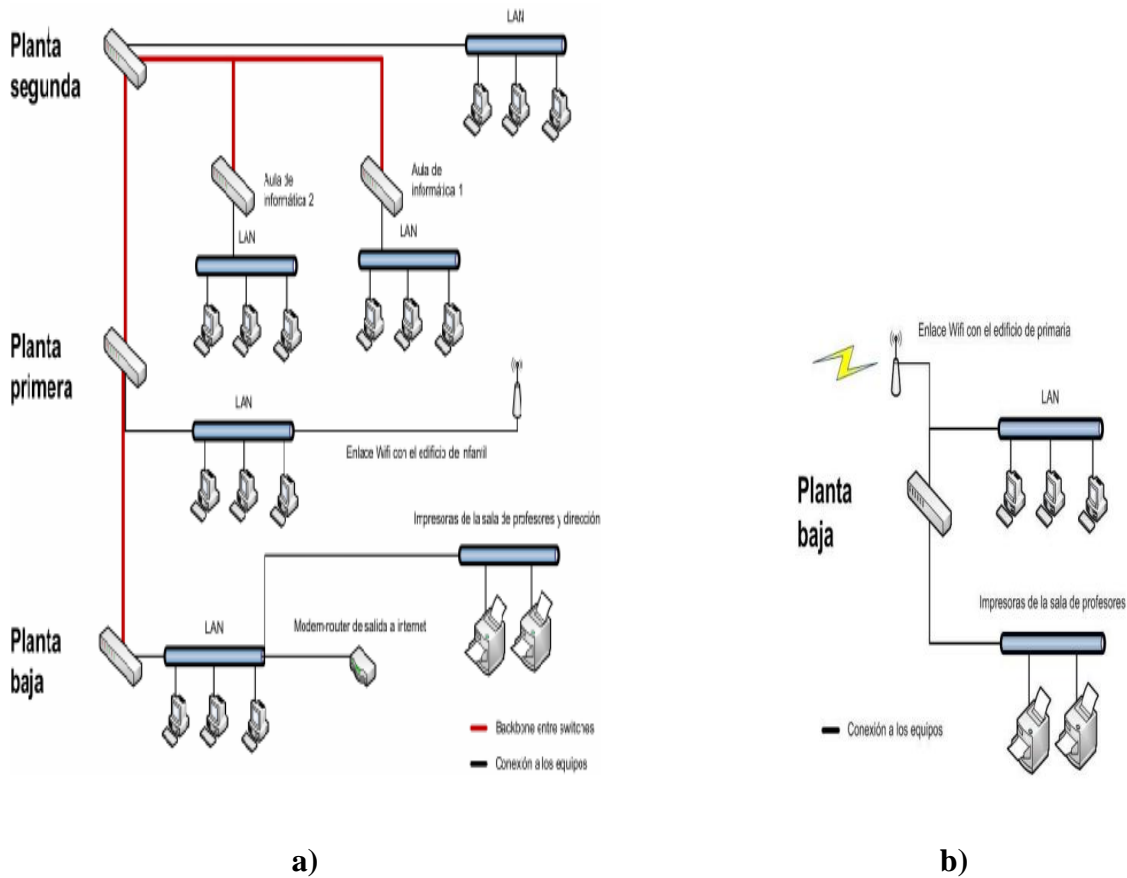 LAN
Planta
segunda
Aula de
informática 2
Aula de
informática 1
LAN
LAN
Planta
primera
LAN
Enlace Wifi con el edificio de infantil
Impresoras de la sala de profesores y dirección
Planta
baja
LAN
Modem-router de salida a internet
Backbone entre switches
Conexión a los equipos
a)
Enlace Wifi con el edificio de primaria
LAN
Planta
baja
Impresoras de la sala de profesores
Conexión a los equipos
b)